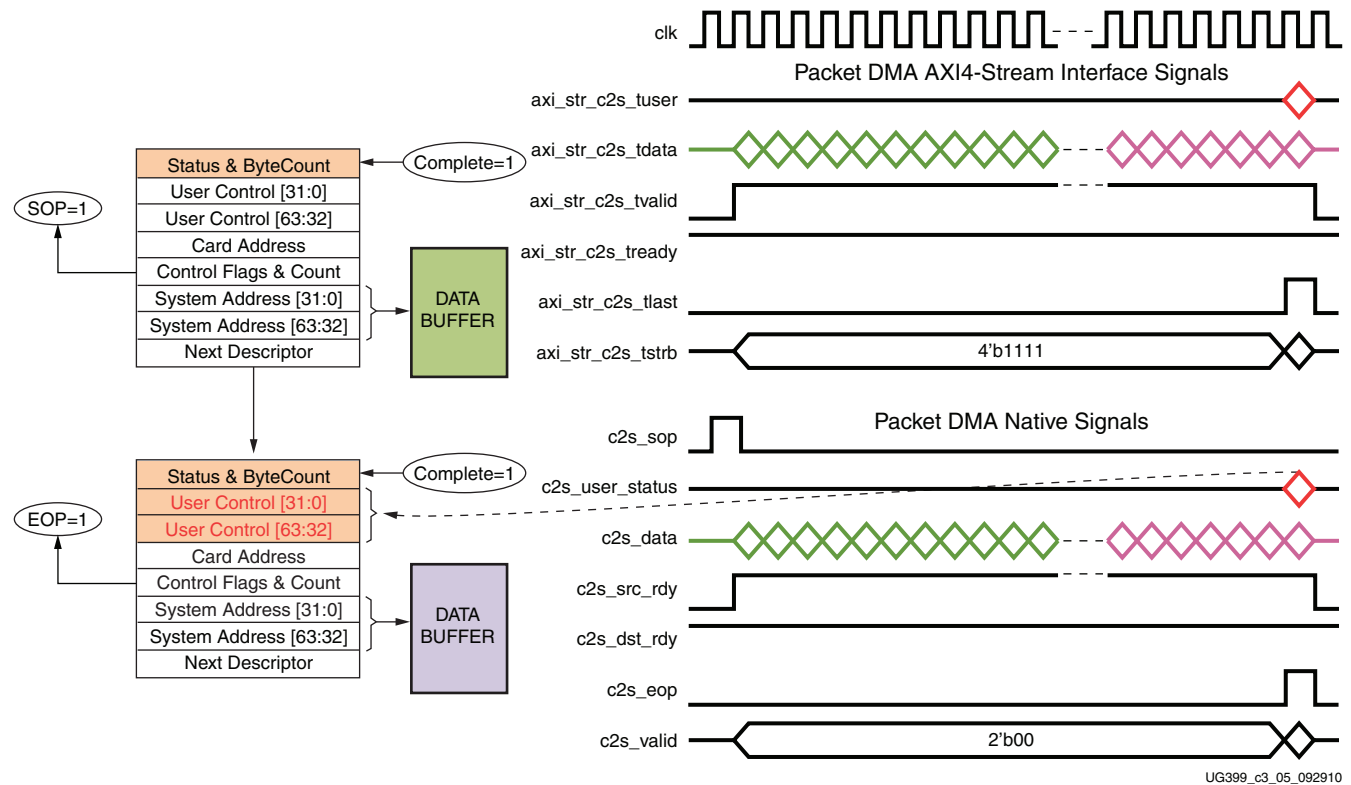 clk
Packet DMA AXI4-Stream Interface Signals
axi_str_c2s_tuser
axi_str_c2s_tdata
axi_str_c2s_tvalid
axi_str_c2s_tready
axi_str_c2s_tlast
axi_str_c2s_tstrb
4'b1111
Status & ByteCount
User Control [31:0]
User Control [63:32]
Card Address
Control Flags & Count
System Address [31:0]
System Address [63:32]
Next Descriptor
Complete=1
SOP=1
DATA
BUFFER
Packet DMA Native Signals
c2s_sop
c2s_user_status
c2s_data
c2s_src_rdy
c2s_dst_rdy
c2s_eop
c2s_valid
2'b00
Status & ByteCount
User Control [31:0]
User Control [63:32]
Card Address
Control Flags & Count
System Address [31:0]
System Address [63:32]
Next Descriptor
Complete=1
EOP=1
DATA
BUFFER
UG399_c3_05_092910